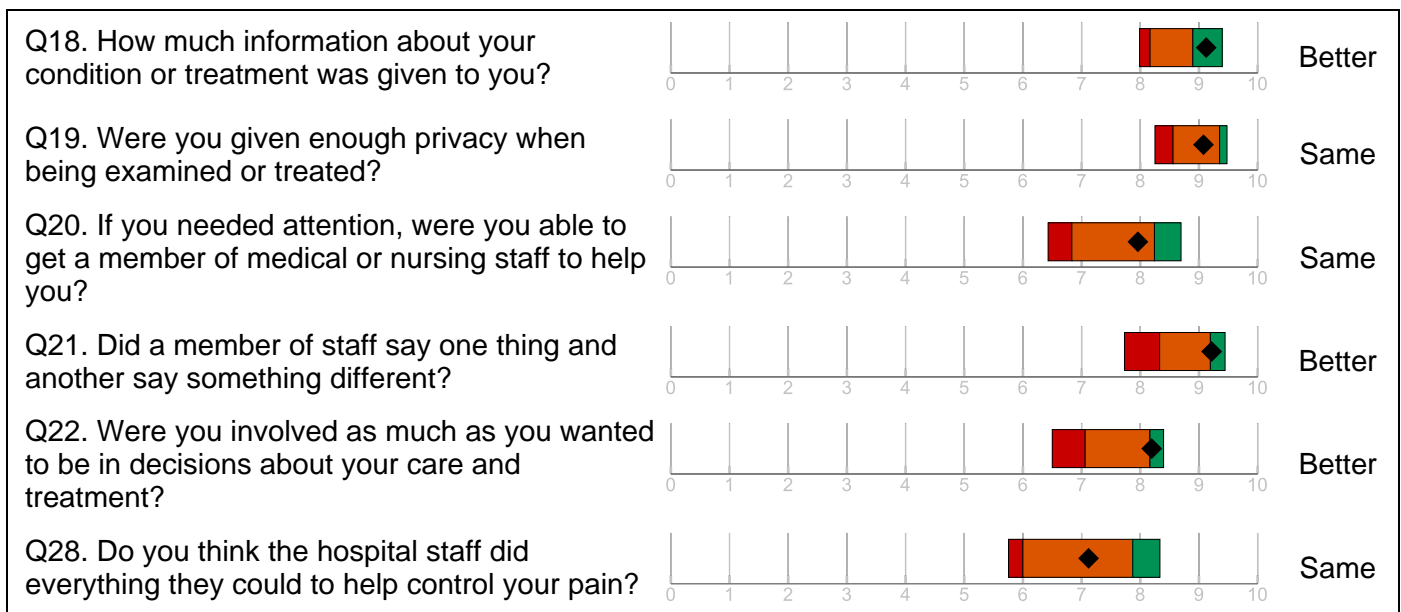 Q18. How much information about your
condition or treatment was given to you?
0 1 2 3 4 5 6 7 8 9 10
Better
Q19. Were you given enough privacy when
being examined or treated?
0 1 2 3 4 5 6 7 8 9 10
Same
Q20. If you needed attention, were you able to
get a member of medical or nursing staff to help
you?
0 1 2 3 4 5 6 7 8 9 10
Same
Q21. Did a member of staff say one thing and
another say something different?
0 1 2 3 4 5 6 7 8 9 10
Better
Q22. Were you involved as much as you wanted
to be in decisions about your care and
treatment?
0 1 2 3 4 5 6 7 8 9 10
Better
Q28. Do you think the hospital staff did
everything they could to help control your pain?
0 1 2 3 4 5 6 7 8 9 10
Same